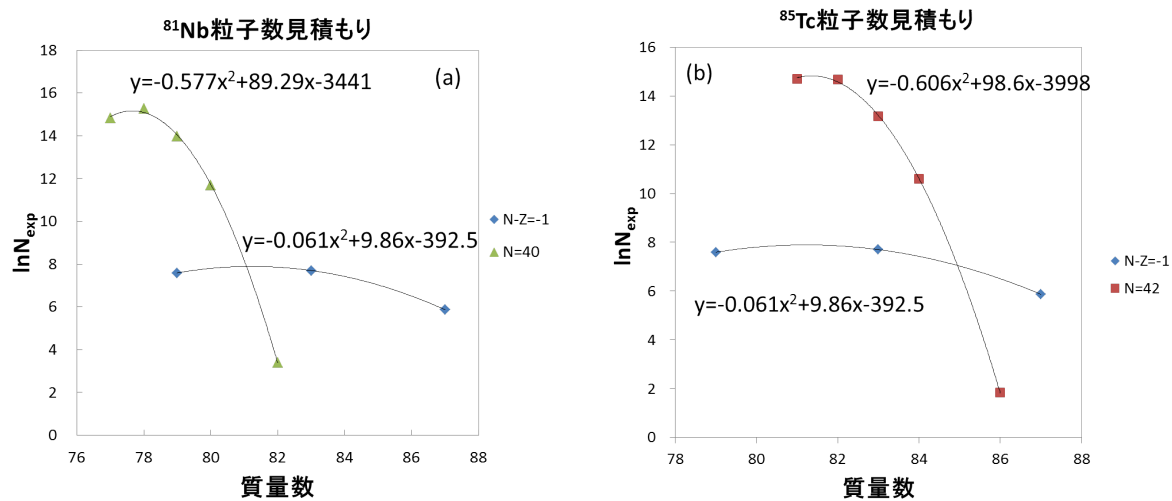 ⁸¹Nb粒子数見積もり
(a)
y=-0.577x²+89.29x-3441
y=-0.061x²+9.86x-392.5
lnNexp
16
14
12
10
8
6
4
2
0
76 78 80 82 84 86 88
質量数
N-Z=-1
N=40
⁸⁵Tc粒子数見積もり
(b)
y=-0.606x²+98.6x-3998
y=-0.061x²+9.86x-392.5
lnNexp
16
14
12
10
8
6
4
2
0
78 80 82 84 86 88
質量数
N-Z=-1
N=42